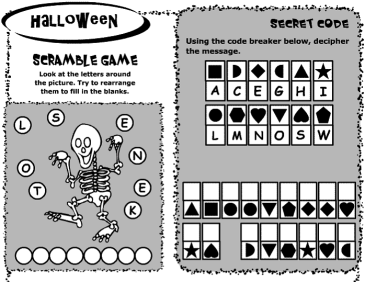 HALLOWEEN
SCRAMBLE GAME
Look at the letters around
the picture. Try to rearrange
them to fill in the blanks.
L S E
O N
T E
K
SECRET CODE
Using the code breaker below, decipher
the message.
A C E G H I
L M N O S W